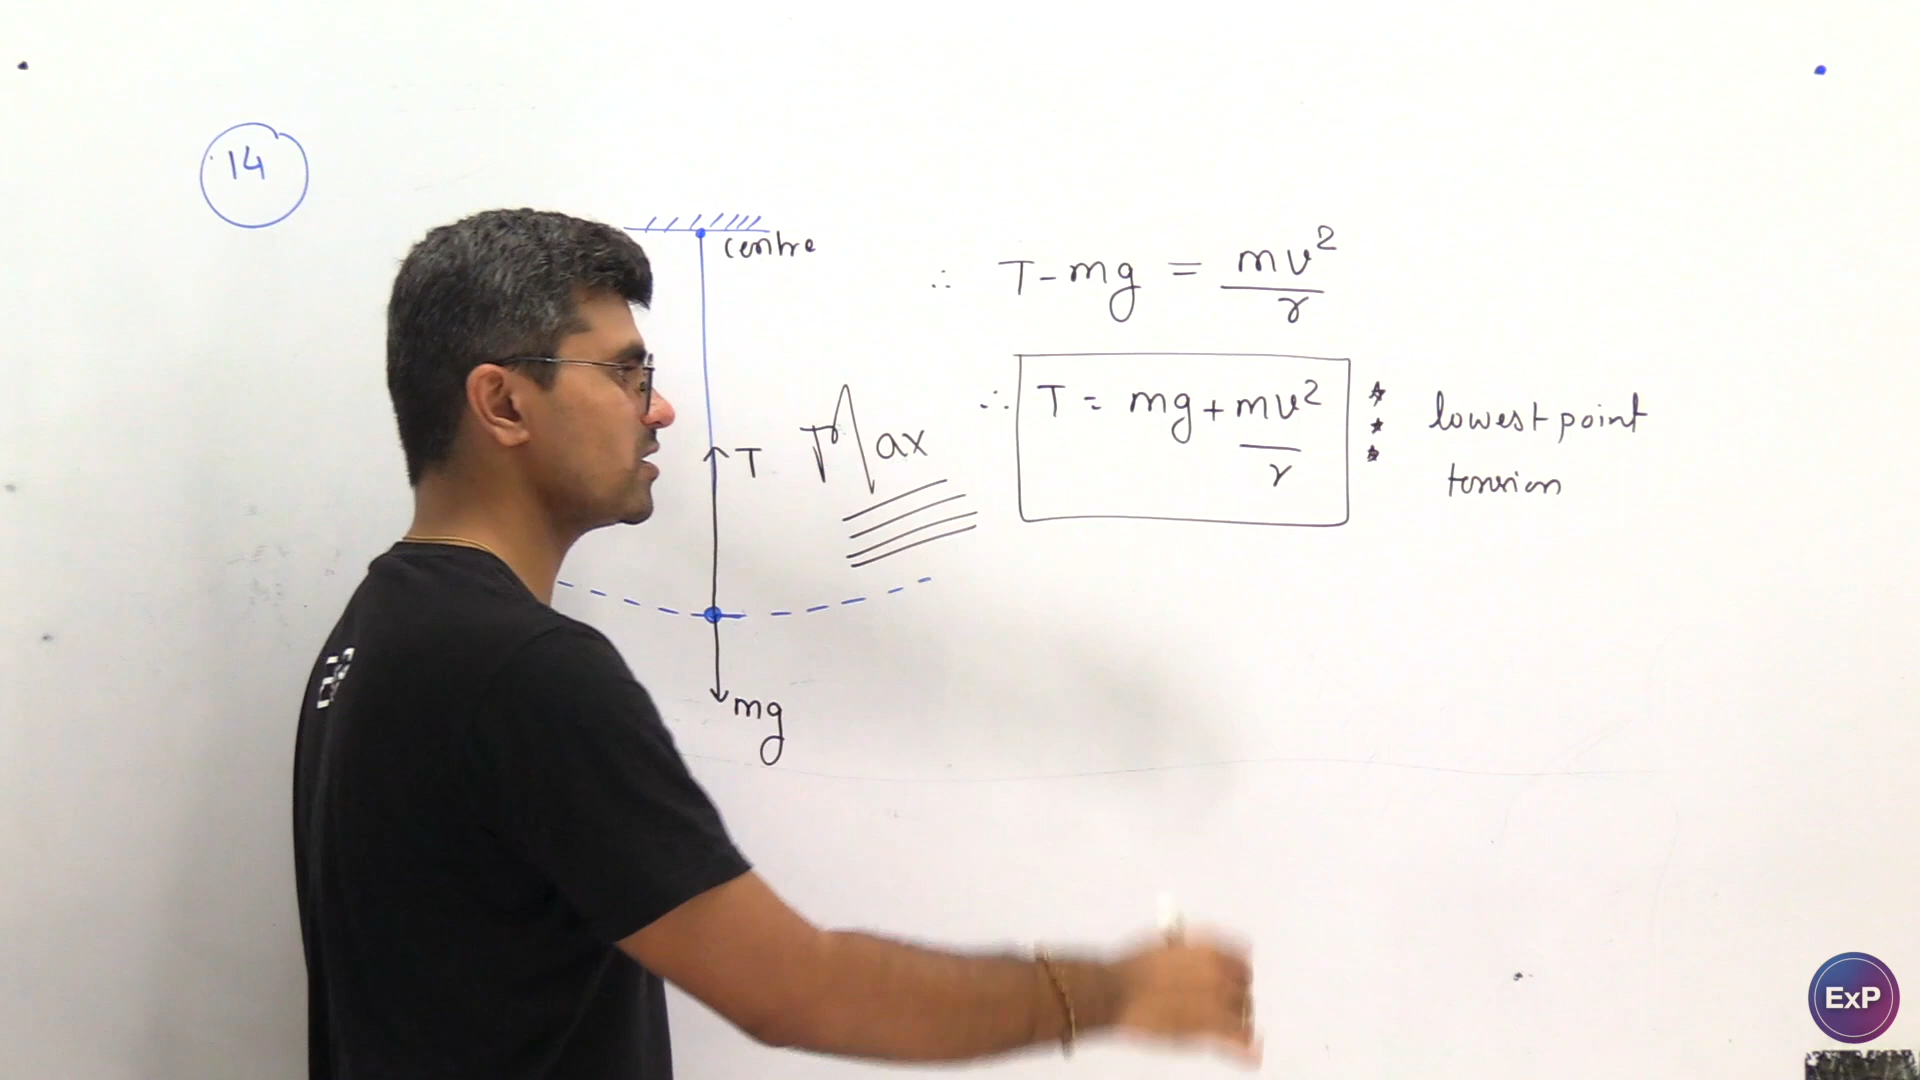 14
centre
∴ T - mg = mv²/r
∴ T = mg + mv²/r
lowest point
tension
T
Max
mg
ExP